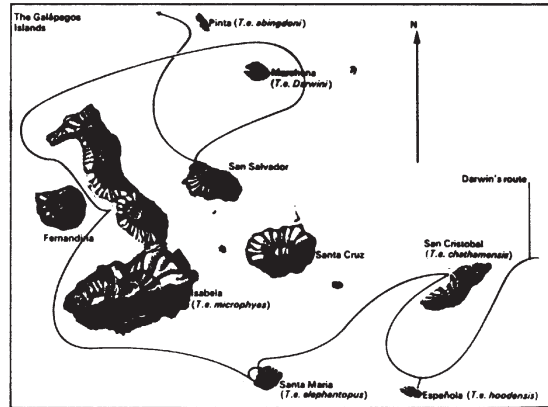 The Galápagos
Islands
Pinta (T.e. abingdoni)
N
Marchena
(T.e. Darwini)
San Salvador
Darwin's route
Fernandina
Santa Cruz
San Cristobal
(T.e. chathamensis)
Isabela
(T.e. microphyes)
Santa Maria
(T.e. elephantopus)
Española (T.e. hoodensis)